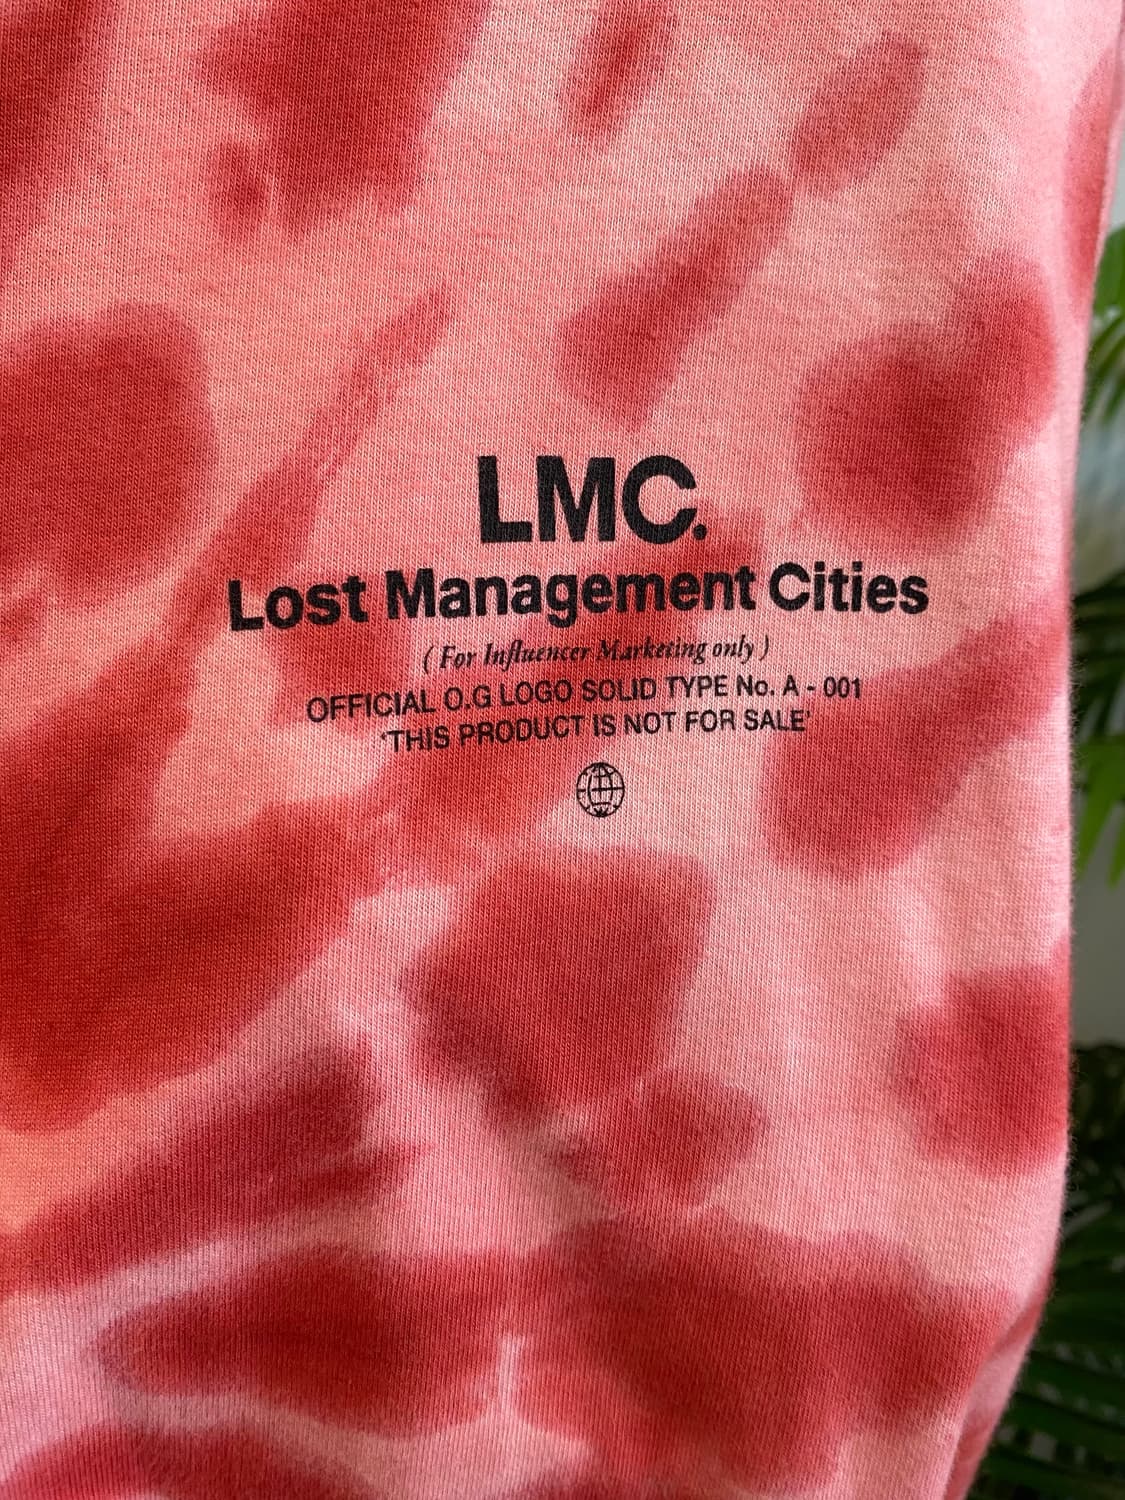 LMC.
Lost Management Cities
( For Influencer Marketing only )
OFFICIAL O.G LOGO SOLID TYPE No. A - 001
'THIS PRODUCT IS NOT FOR SALE'